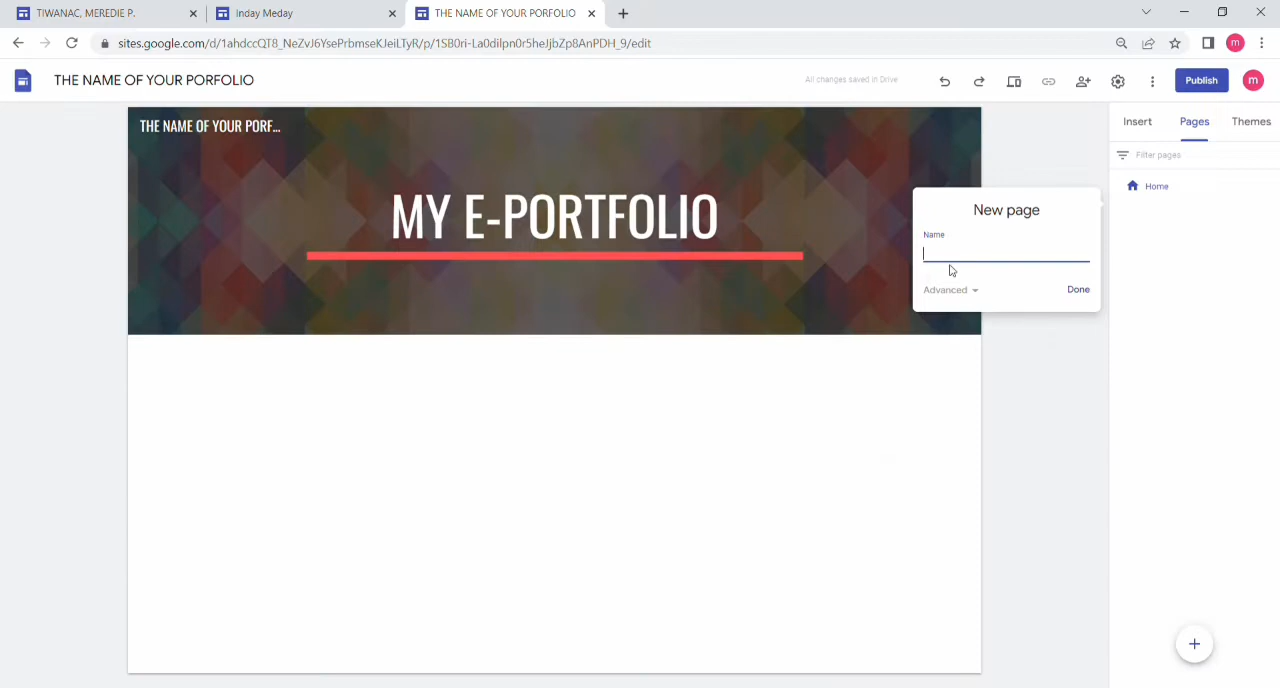 TIWANAC, MEREDIE P.
Inday Meday
THE NAME OF YOUR PORFOLIO
sites.google.com/d/1ahdccQT8_NeZvJ6YsePrbmseKJeiLTyR/p/1SB0ri-La0dilpn0r5heJjbZp8AnPDH_9/edit
m
THE NAME OF YOUR PORFOLIO
All changes saved in Drive
Publish
m
Insert
Pages
Themes
Filter pages
Home
THE NAME OF YOUR PORF...
MY E-PORTFOLIO
New page
Name
Advanced
Done